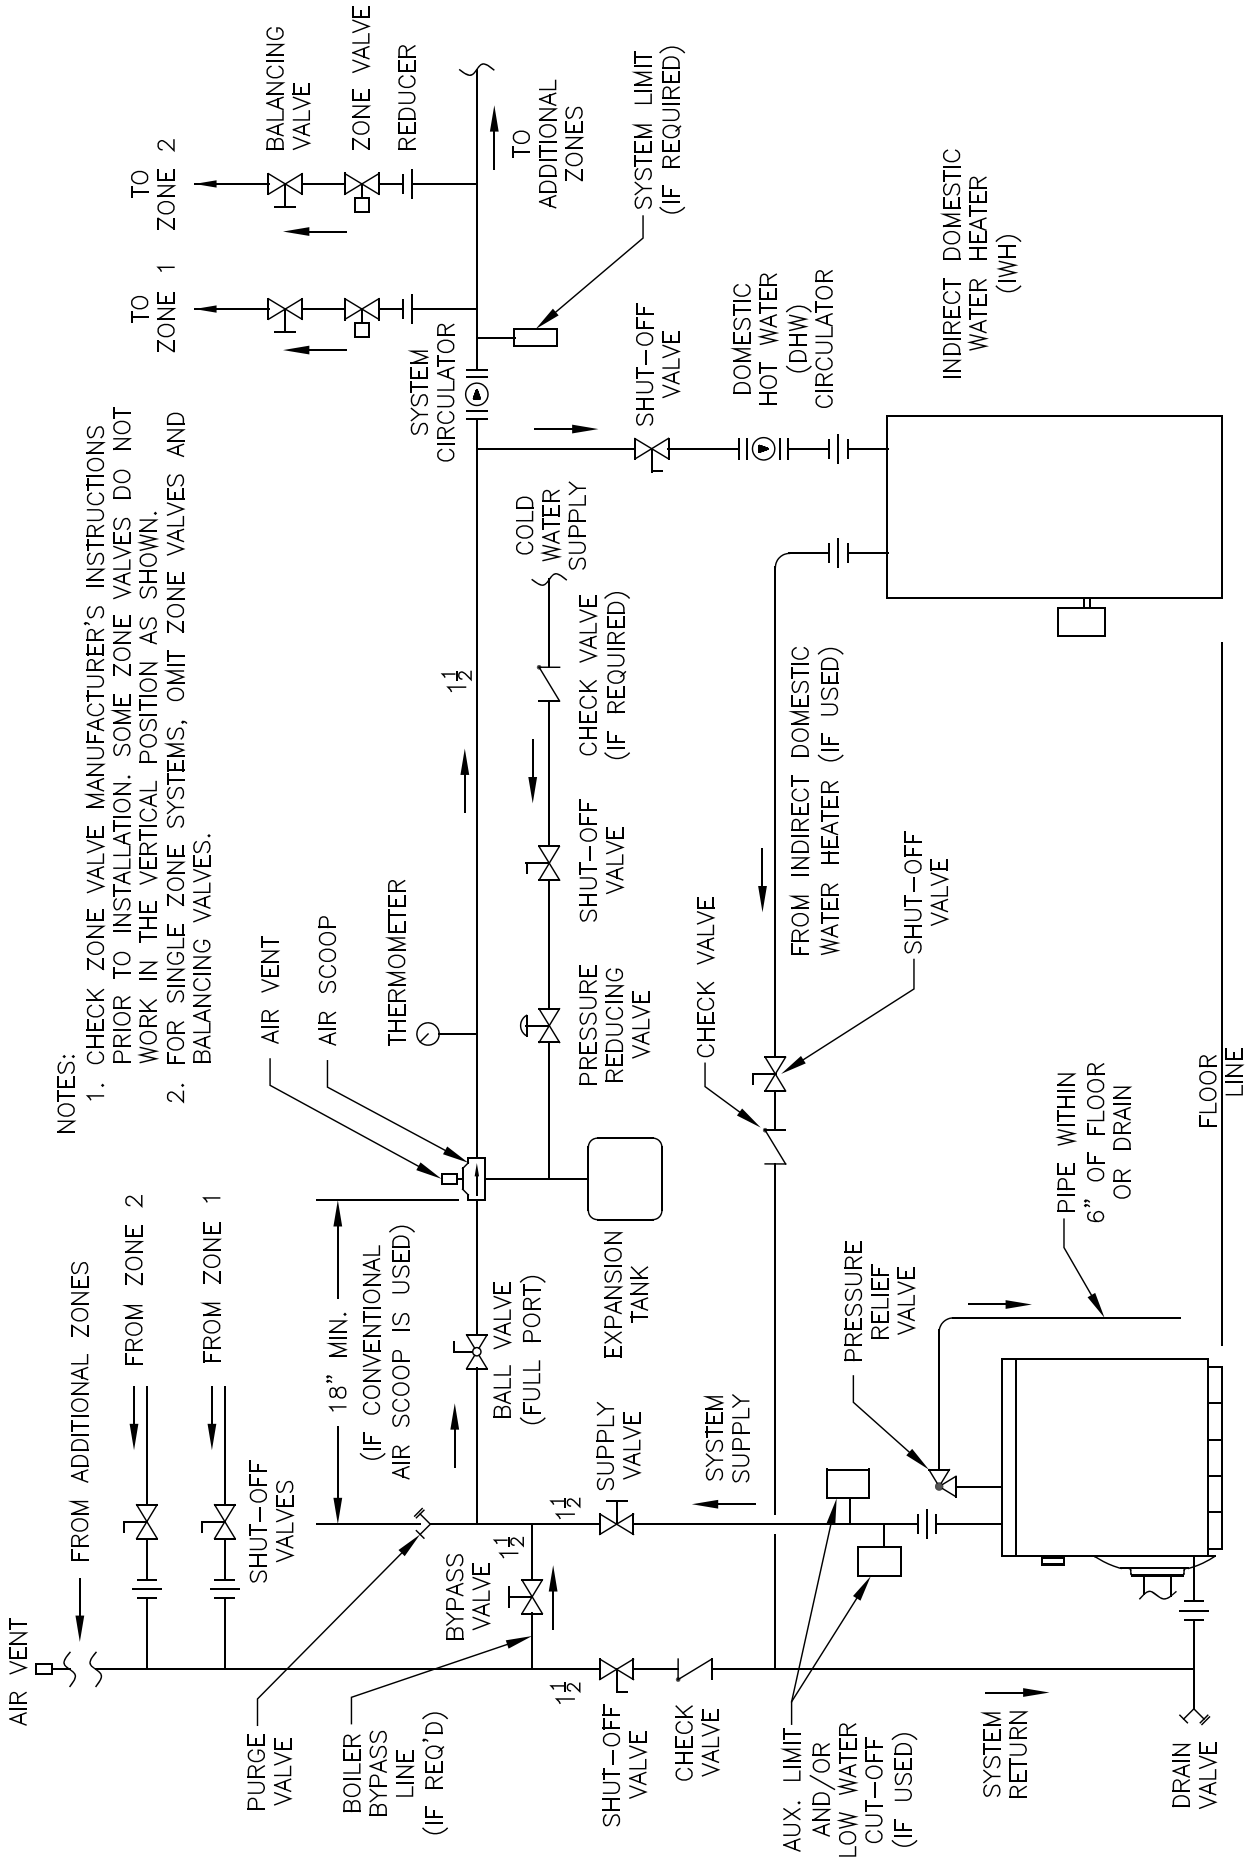 NOTES:
1. CHECK ZONE VALVE MANUFACTURER'S INSTRUCTIONS
PRIOR TO INSTALLATION. SOME ZONE VALVES DO NOT
WORK IN THE VERTICAL POSITION AS SHOWN.
2. FOR SINGLE ZONE SYSTEMS, OMIT ZONE VALVES AND
BALANCING VALVES.
AIR VENT
FROM ADDITIONAL ZONES
FROM ZONE 2
FROM ZONE 1
SHUT-OFF
VALVES
PURGE
VALVE
BOILER
BYPASS
LINE
(IF REQ'D)
BYPASS
VALVE
1 1/2
1 1/2
1 1/2
18" MIN.
(IF CONVENTIONAL
AIR SCOOP IS USED)
AIR VENT
AIR SCOOP
THERMOMETER
1 1/2
SYSTEM
CIRCULATOR
TO
ZONE 1
TO
ZONE 2
BALANCING
VALVE
ZONE VALVE
REDUCER
TO
ADDITIONAL
ZONES
SYSTEM LIMIT
(IF REQUIRED)
BALL VALVE
(FULL PORT)
EXPANSION
TANK
PRESSURE
REDUCING
VALVE
SHUT-OFF
VALVE
CHECK VALVE
(IF REQUIRED)
COLD
WATER
SUPPLY
SHUT-OFF
VALVE
DOMESTIC
HOT WATER
(DHW)
CIRCULATOR
INDIRECT DOMESTIC
WATER HEATER
(IWH)
SHUT-OFF
VALVE
CHECK
VALVE
SUPPLY
VALVE
SYSTEM
SUPPLY
CHECK VALVE
FROM INDIRECT DOMESTIC
WATER HEATER (IF USED)
SHUT-OFF
VALVE
AUX. LIMIT
AND/OR
LOW WATER
CUT-OFF
(IF USED)
PRESSURE
RELIEF
VALVE
PIPE WITHIN
6" OF FLOOR
OR DRAIN
SYSTEM
RETURN
DRAIN
VALVE
FLOOR
LINE